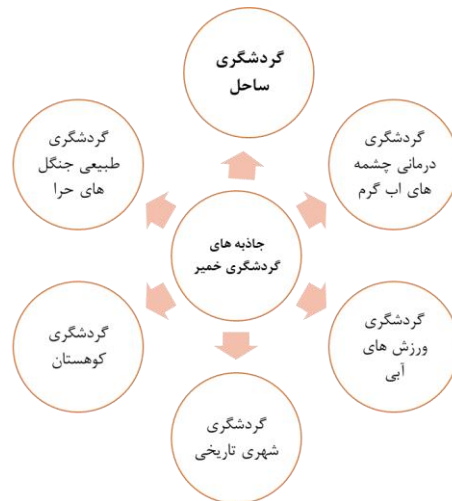 گردشگری
ساحل
گردشگری
درمانی چشمه
های اب گرم
گردشگری
ورزش های
آبی
گردشگری
شهری تاریخی
گردشگری
کوهستان
گردشگری
طبیعی جنگل
های حرا
جاذبه های
گردشگری خمیر